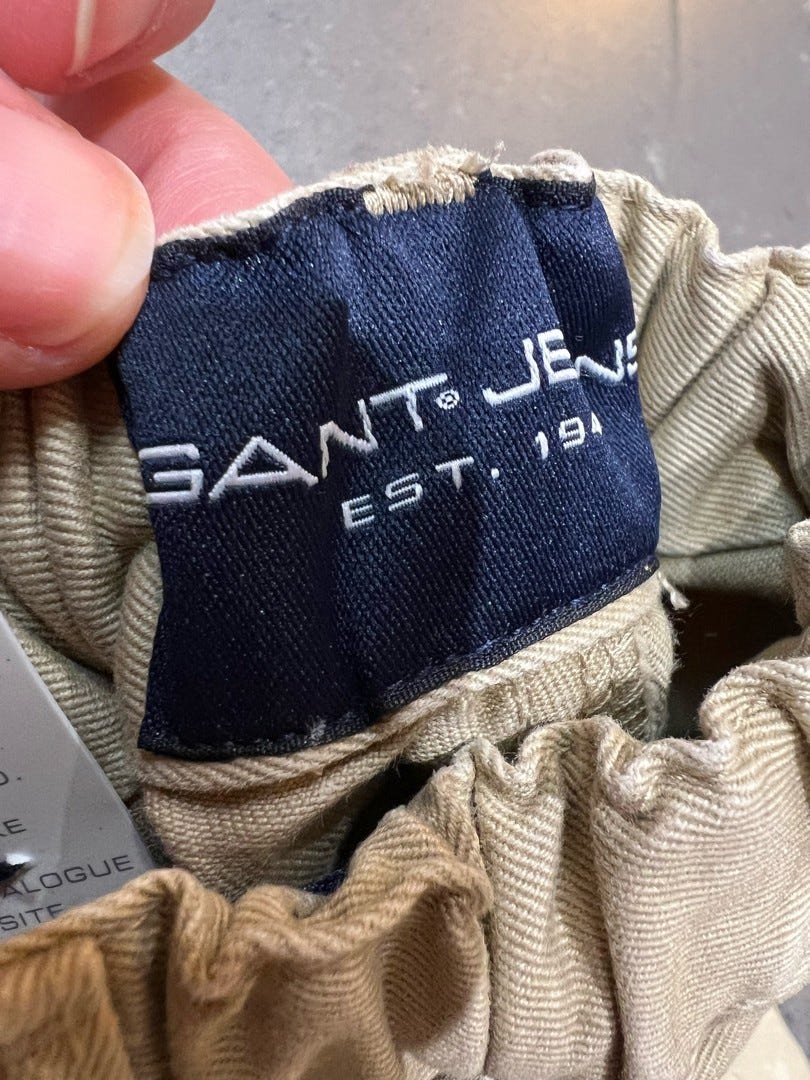 GANT® JEANS
EST. 194
ALOGUE
SITE